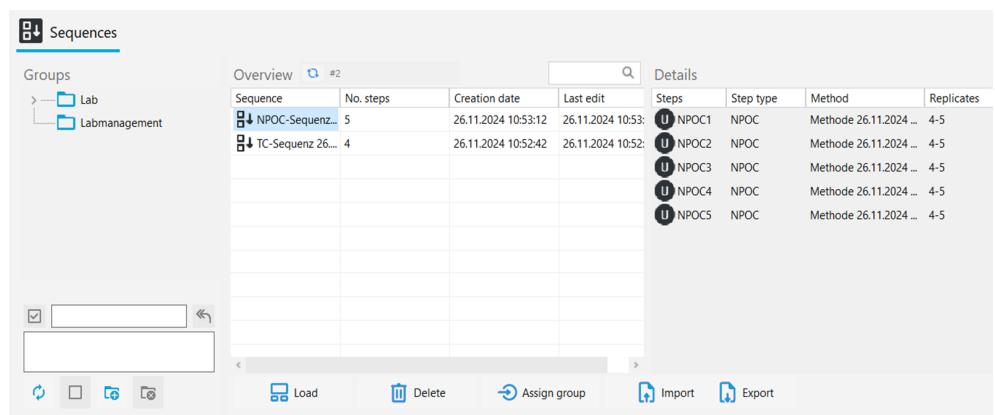 Sequences
Groups
Lab
Labmanagement
Overview #2
Sequence No. steps Creation date Last edit
NPOC-Sequenz... 5 26.11.2024 10:53:12 26.11.2024 10:53:
TC-Sequenz 26.... 4 26.11.2024 10:52:42 26.11.2024 10:52:
Details
Steps Step type Method Replicates
U NPOC1 NPOC Methode 26.11.2024 ... 4-5
U NPOC2 NPOC Methode 26.11.2024 ... 4-5
U NPOC3 NPOC Methode 26.11.2024 ... 4-5
U NPOC4 NPOC Methode 26.11.2024 ... 4-5
U NPOC5 NPOC Methode 26.11.2024 ... 4-5
Load Delete Assign group Import Export